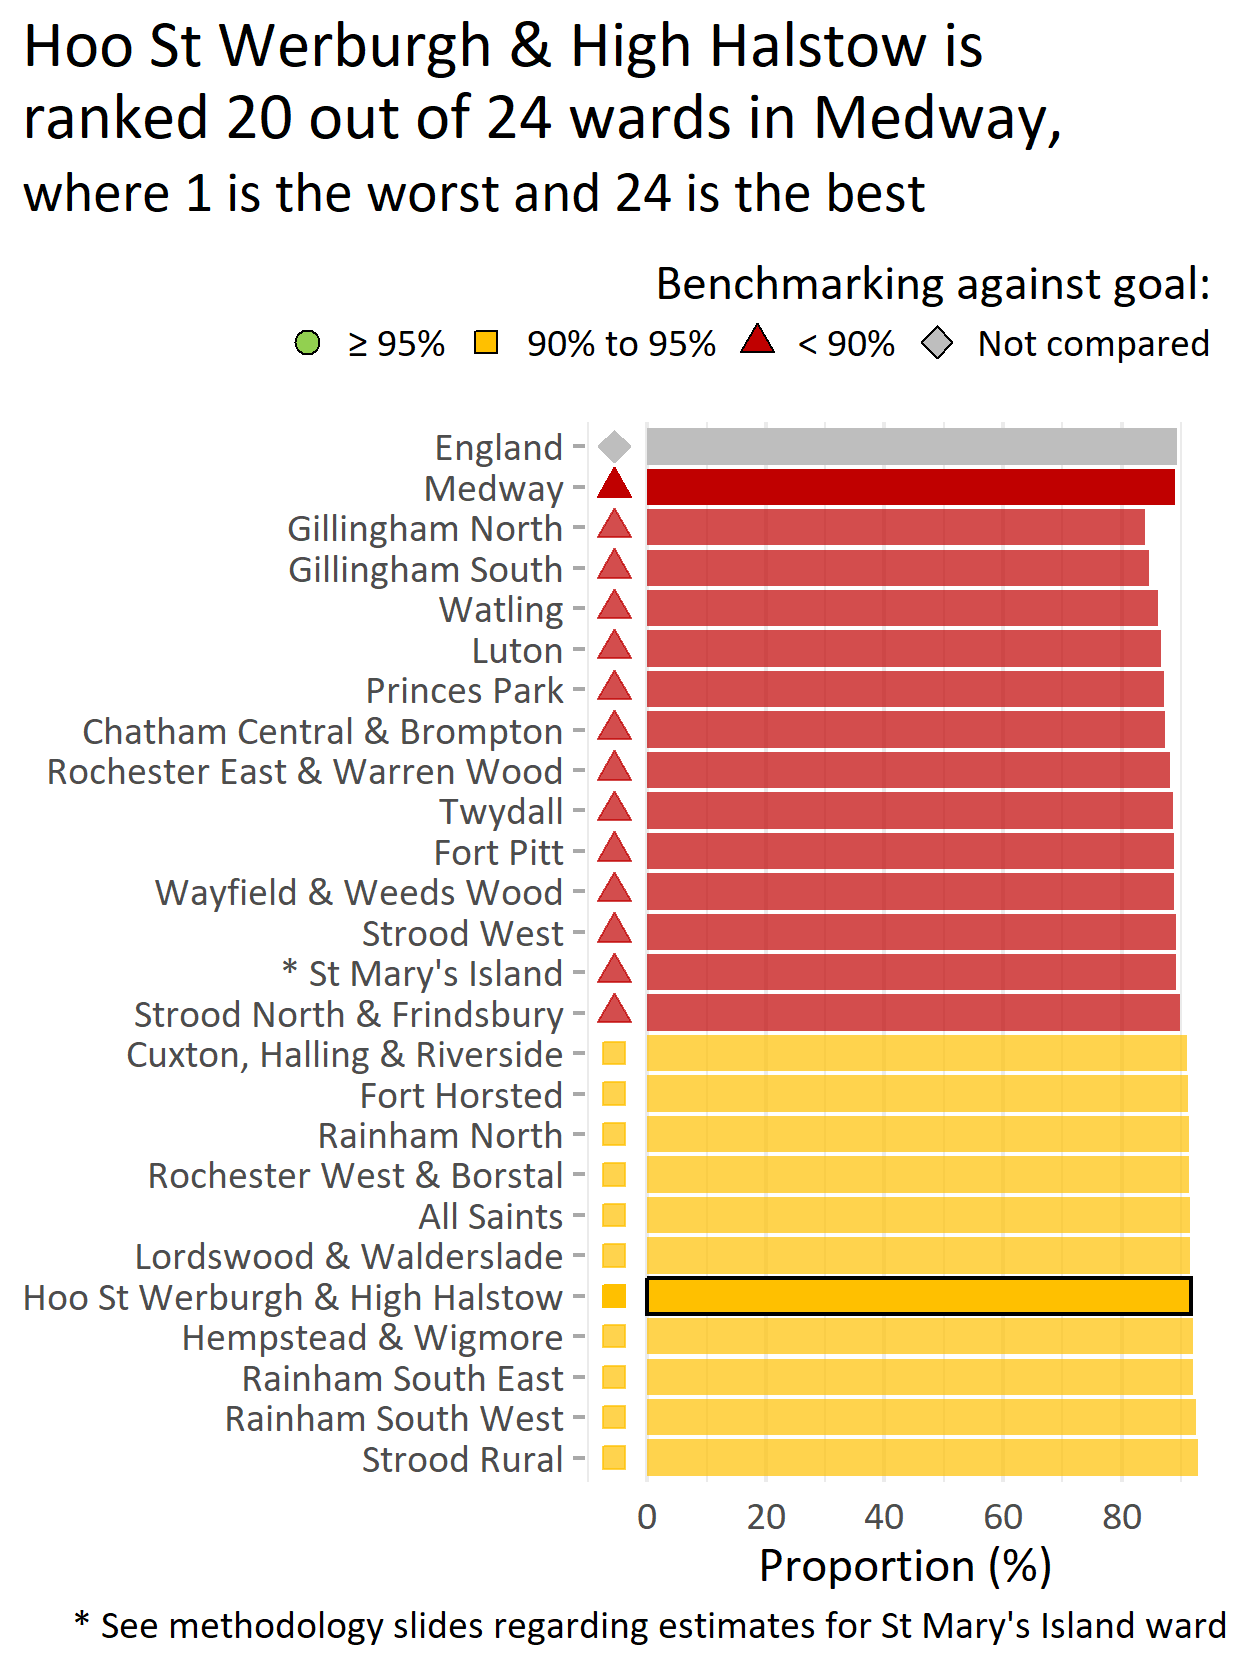 Hoo St Werburgh & High Halstow is
ranked 20 out of 24 wards in Medway,
where 1 is the worst and 24 is the best
Benchmarking against goal:
≥ 95% 90% to 95% < 90% Not compared
England
Medway
Gillingham North
Gillingham South
Watling
Luton
Princes Park
Chatham Central & Brompton
Rochester East & Warren Wood
Twydall
Fort Pitt
Wayfield & Weeds Wood
Strood West
* St Mary's Island
Strood North & Frindsbury
Cuxton, Halling & Riverside
Fort Horsted
Rainham North
Rochester West & Borstal
All Saints
Lordswood & Walderslade
Hoo St Werburgh & High Halstow
Hempstead & Wigmore
Rainham South East
Rainham South West
Strood Rural
0 20 40 60 80
Proportion (%)
* See methodology slides regarding estimates for St Mary's Island ward